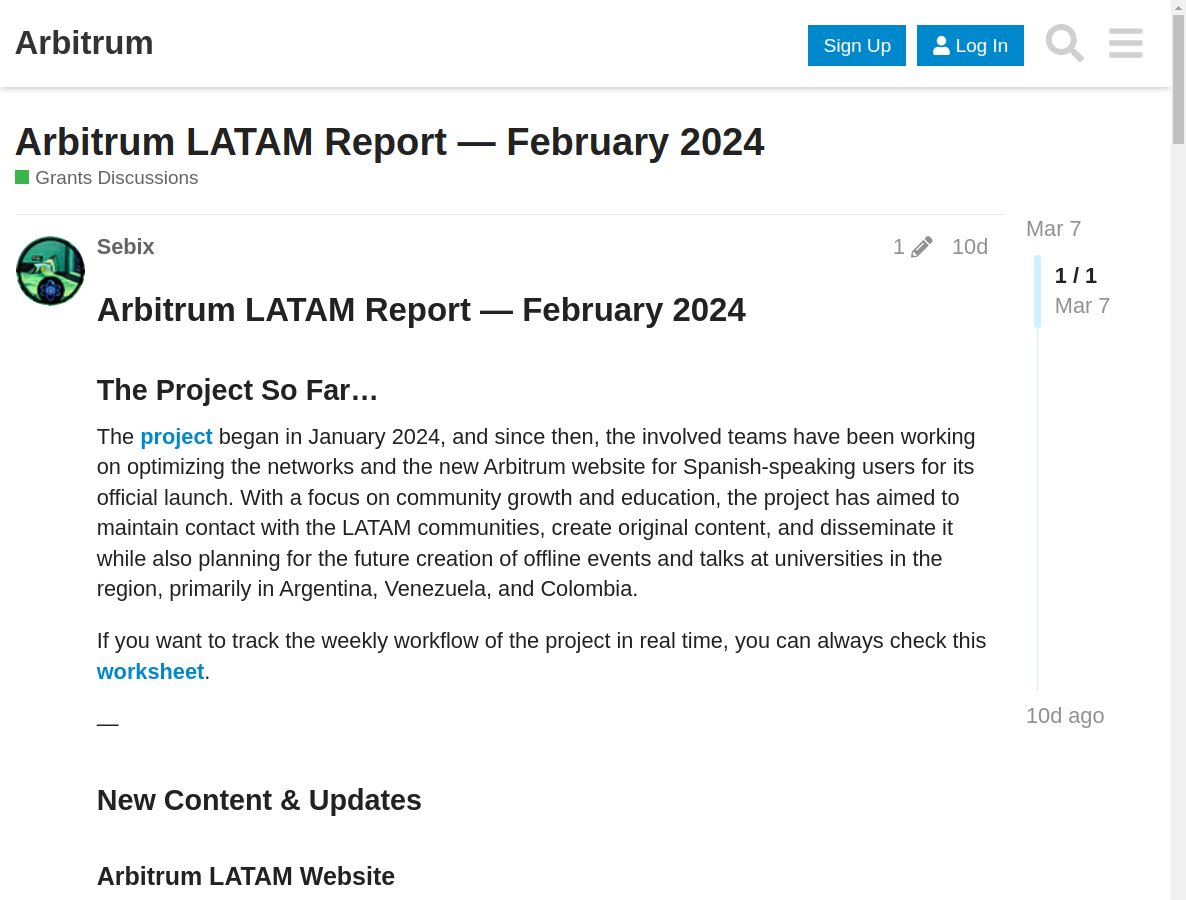 Arbitrum
Sign Up
Log In
Arbitrum LATAM Report — February 2024
Grants Discussions
Sebix
1
10d
Mar 7
1 / 1
Mar 7
Arbitrum LATAM Report — February 2024
The Project So Far…
The project began in January 2024, and since then, the involved teams have been working
on optimizing the networks and the new Arbitrum website for Spanish-speaking users for its
official launch. With a focus on community growth and education, the project has aimed to
maintain contact with the LATAM communities, create original content, and disseminate it
while also planning for the future creation of offline events and talks at universities in the
region, primarily in Argentina, Venezuela, and Colombia.
If you want to track the weekly workflow of the project in real time, you can always check this
worksheet.
—
10d ago
New Content & Updates
Arbitrum LATAM Website